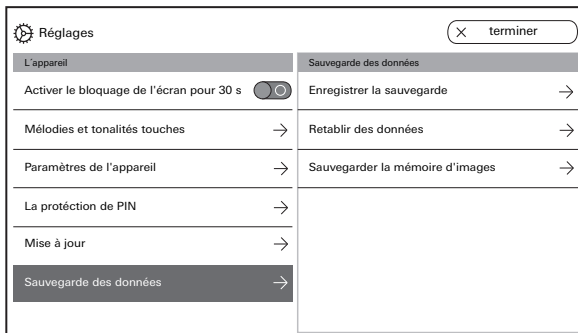 Réglages
terminer
L´appareil
Activer le bloquage de l'écran pour 30 s
Mélodies et tonalités touches
Paramètres de l'appareil
La protéction de PIN
Mise à jour
Sauvegarde des données
Sauvegarde des données
Enregistrer la sauvegarde
Retablir des données
Sauvegarder la mémoire d'images